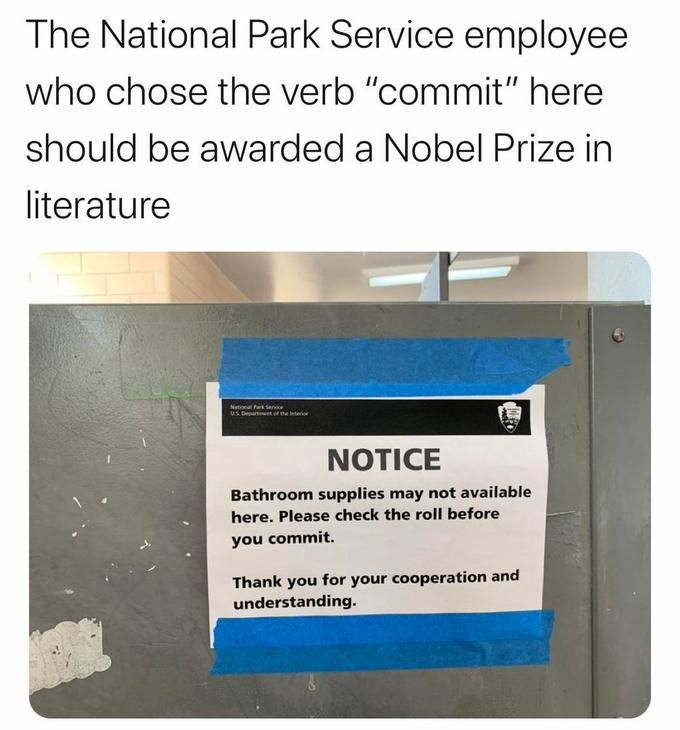 The National Park Service employee
who chose the verb “commit” here
should be awarded a Nobel Prize in
literature
National Park Service
U.S. Department of the Interior
NOTICE
Bathroom supplies may not available
here. Please check the roll before
you commit.
Thank you for your cooperation and
understanding.